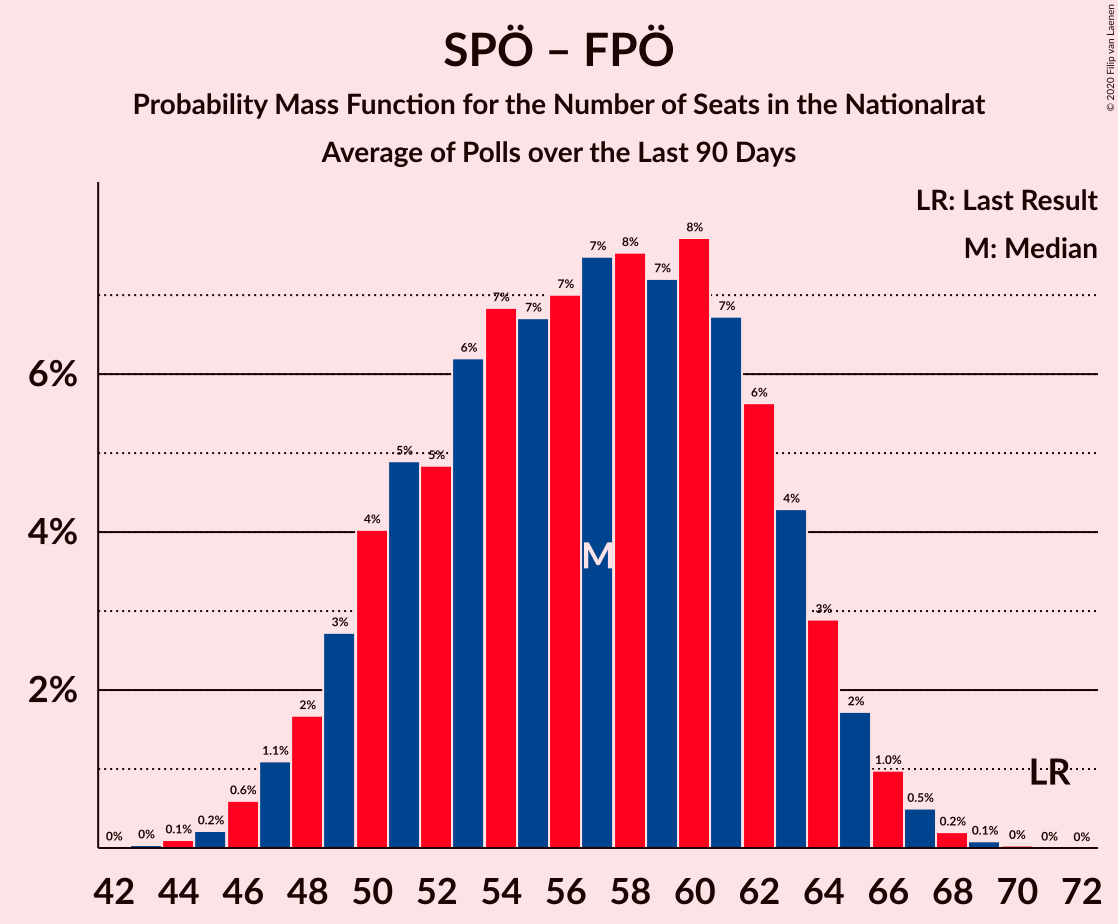 SPÖ – FPÖ
Probability Mass Function for the Number of Seats in the Nationalrat
Average of Polls over the Last 90 Days
© 2020 Filip van Laenen
LR: Last Result
M: Median
6%
4%
2%
0% 0% 0.1% 0.2% 0.6% 1.1% 2% 3% 4% 5% 5% 6% 7% 7% 7% 7% 8% 7% 8% 7% 6% 4% 3% 2% 1.0% 0.5% 0.2% 0.1% 0% 0% 0%
M
LR
42 44 46 48 50 52 54 56 58 60 62 64 66 68 70 72